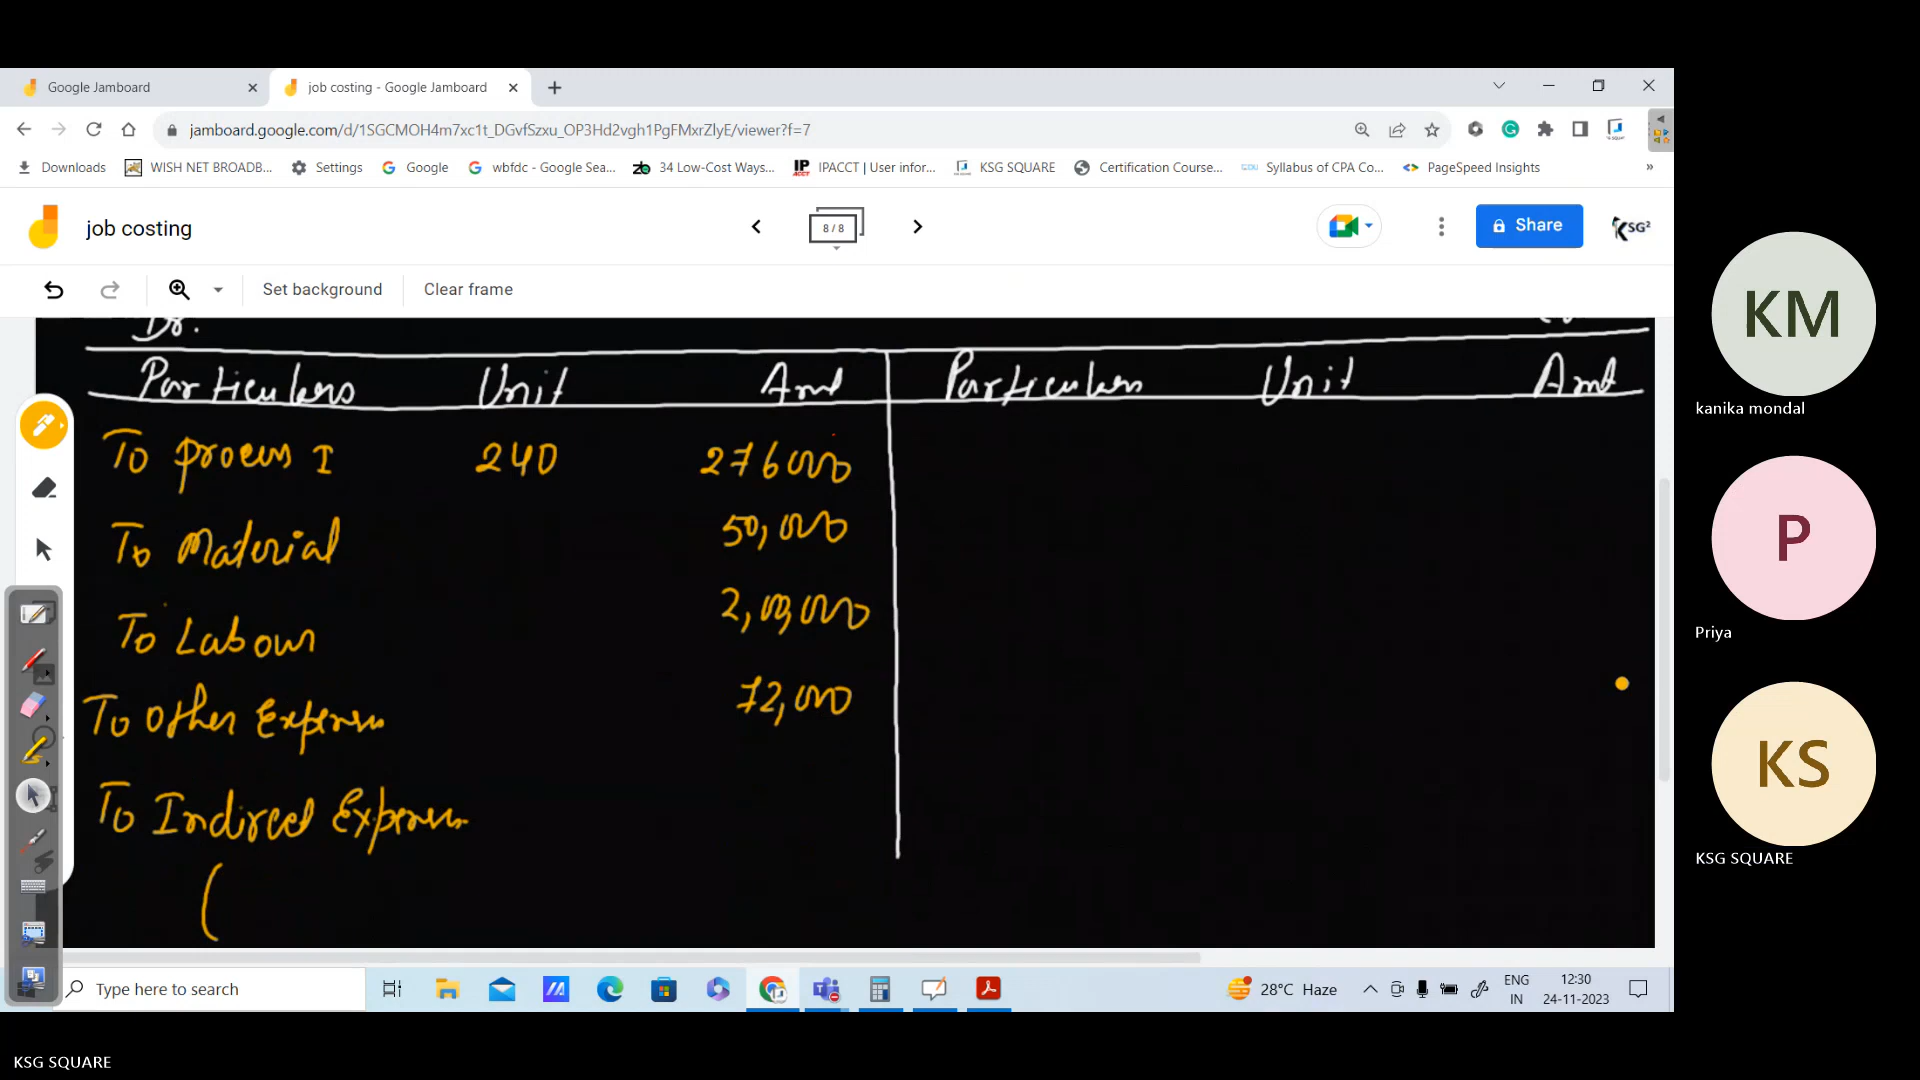 Google Jamboard
job costing - Google Jamboard
jamboard.google.com/d/1SGCMOH4m7xc1t_DGvfSzxu_OP3Hd2vgh1PgFMxrZlyE/viewer?f=7
Downloads WISH NET BROADB... Settings Google wbfdc - Google Sea... 34 Low-Cost Ways... IPACCT | User infor... KSG SQUARE Certification Course... Syllabus of CPA Co... PageSpeed Insights »
job costing 8 / 8 Share KSG²
Set background Clear frame
Dr.
Particulars Unit Amt Particulars Unit Amt
To process I 240 276000
To Material 50,000
To Labour 2,00,000
To Other Expenses 72,000
To Indirect Expenses
(
KM
kanika mondal
P
Priya
KS
KSG SQUARE
Type here to search 28°C Haze ENG IN 12:30 24-11-2023
KSG SQUARE